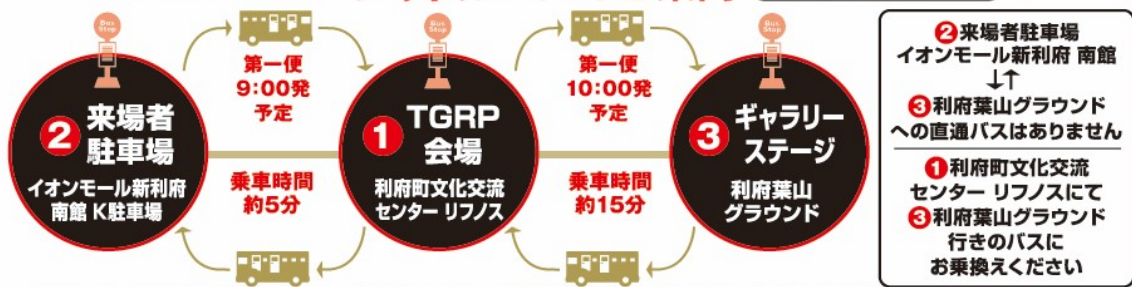 Bus
Stop
❷
来場者
駐車場
イオンモール新利府
南館 K駐車場
第一便
9:00発
予定
乗車時間
約5分
Bus
Stop
❶
TGRP
会場
利府町文化交流
センター リフノス
第一便
10:00発
予定
乗車時間
約15分
Bus
Stop
❸
ギャラリー
ステージ
利府葉山
グラウンド
❷来場者駐車場
イオンモール新利府 南館
↓↑
❸利府葉山グラウンド
への直通バスはありません
❶利府町文化交流
センター リフノスにて
❸利府葉山グラウンド
行きのバスに
お乗換えください